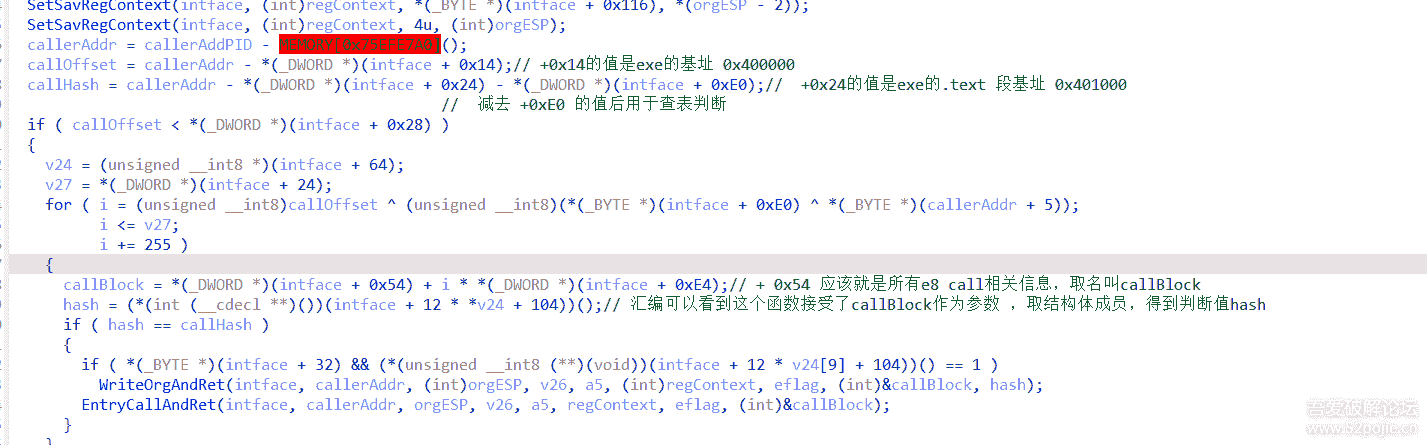 SetSavRegContext(intface, (int)regContext, *(_BYTE *)(intface + 0x116), *(orgESP - 2));
SetSavRegContext(intface, (int)regContext, 4u, (int)orgESP);
callerAddr = callerAddPID - MEMORY[0x75FFF7A0]();
callOffset = callerAddr - *(_DWORD *)(intface + 0x14);// +0x14的值是exe的基址 0x400000
callHash = callerAddr - *(_DWORD *)(intface + 0x24) - *(_DWORD *)(intface + 0xE0);// +0x24的值是exe的.text 段基址 0x401000
// 减去 +0xE0 的值后用于查表判断
if ( callOffset < *(_DWORD *)(intface + 0x28) )
{
v24 = (unsigned __int8 *)(intface + 64);
v27 = *(_DWORD *)(intface + 24);
for ( i = (unsigned __int8)callOffset ^ (unsigned __int8)(*(_BYTE *)(intface + 0xE0) ^ *(_BYTE *)(callerAddr + 5));
i <= v27;
i += 255 )
{
callBlock = *(_DWORD *)(intface + 0x54) + i * *(_DWORD *)(intface + 0xE4);// + 0x54 应该就是所有e8 call相关信息，取名叫callBlock
hash = (*(int (__cdecl **)())(intface + 12 * *v24 + 104))();// 汇编可以看到这个函数接受了callBlock作为参数 ，取结构体成员，得到判断值hash
if ( hash == callHash )
{
if ( *(_BYTE *)(intface + 32) && (*(unsigned __int8 (**)(void))(intface + 12 * v24[9] + 104))() == 1 )
WriteOrgAndRet(intface, callerAddr, (int)orgESP, v26, a5, (int)regContext, eflag, (int)&callBlock, hash);
EntryCallAndRet(intface, callerAddr, orgESP, v26, a5, regContext, eflag, (int)&callBlock);
}
吾爱破解论坛
www.52pojie.cn